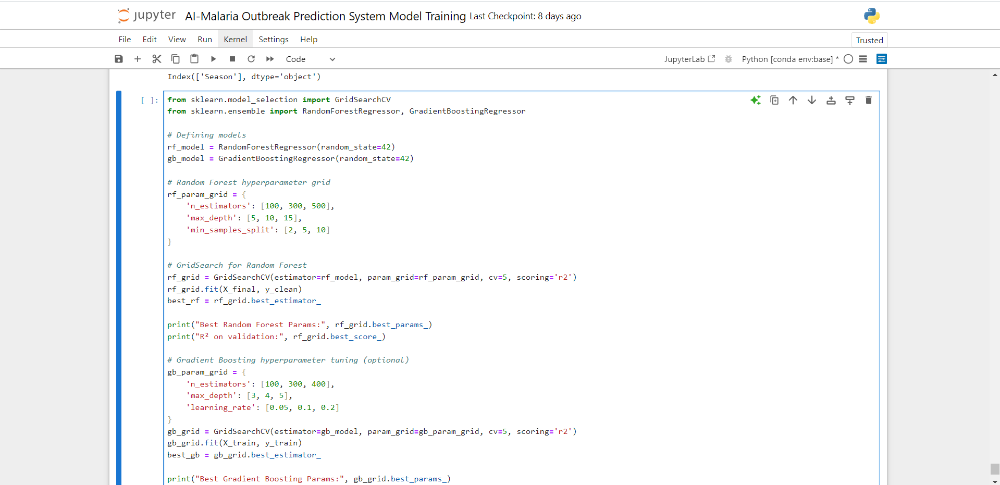 jupyter AI-Malaria Outbreak Prediction System Model Training Last Checkpoint: 8 days ago
File Edit View Run Kernel Settings Help Trusted
Code JupyterLab Python [conda env:base] *
Index(['Season'], dtype='object')
[ ]: from sklearn.model_selection import GridSearchCV
from sklearn.ensemble import RandomForestRegressor, GradientBoostingRegressor
# Defining models
rf_model = RandomForestRegressor(random_state=42)
gb_model = GradientBoostingRegressor(random_state=42)
# Random Forest hyperparameter grid
rf_param_grid = {
    'n_estimators': [100, 300, 500],
    'max_depth': [5, 10, 15],
    'min_samples_split': [2, 5, 10]
}
# GridSearch for Random Forest
rf_grid = GridSearchCV(estimator=rf_model, param_grid=rf_param_grid, cv=5, scoring='r2')
rf_grid.fit(X_final, y_clean)
best_rf = rf_grid.best_estimator_
print("Best Random Forest Params:", rf_grid.best_params_)
print("R² on validation:", rf_grid.best_score_)
# Gradient Boosting hyperparameter tuning (optional)
gb_param_grid = {
    'n_estimators': [100, 300, 400],
    'max_depth': [3, 4, 5],
    'learning_rate': [0.05, 0.1, 0.2]
}
gb_grid = GridSearchCV(estimator=gb_model, param_grid=gb_param_grid, cv=5, scoring='r2')
gb_grid.fit(X_train, y_train)
best_gb = gb_grid.best_estimator_
print("Best Gradient Boosting Params:", gb_grid.best_params_)